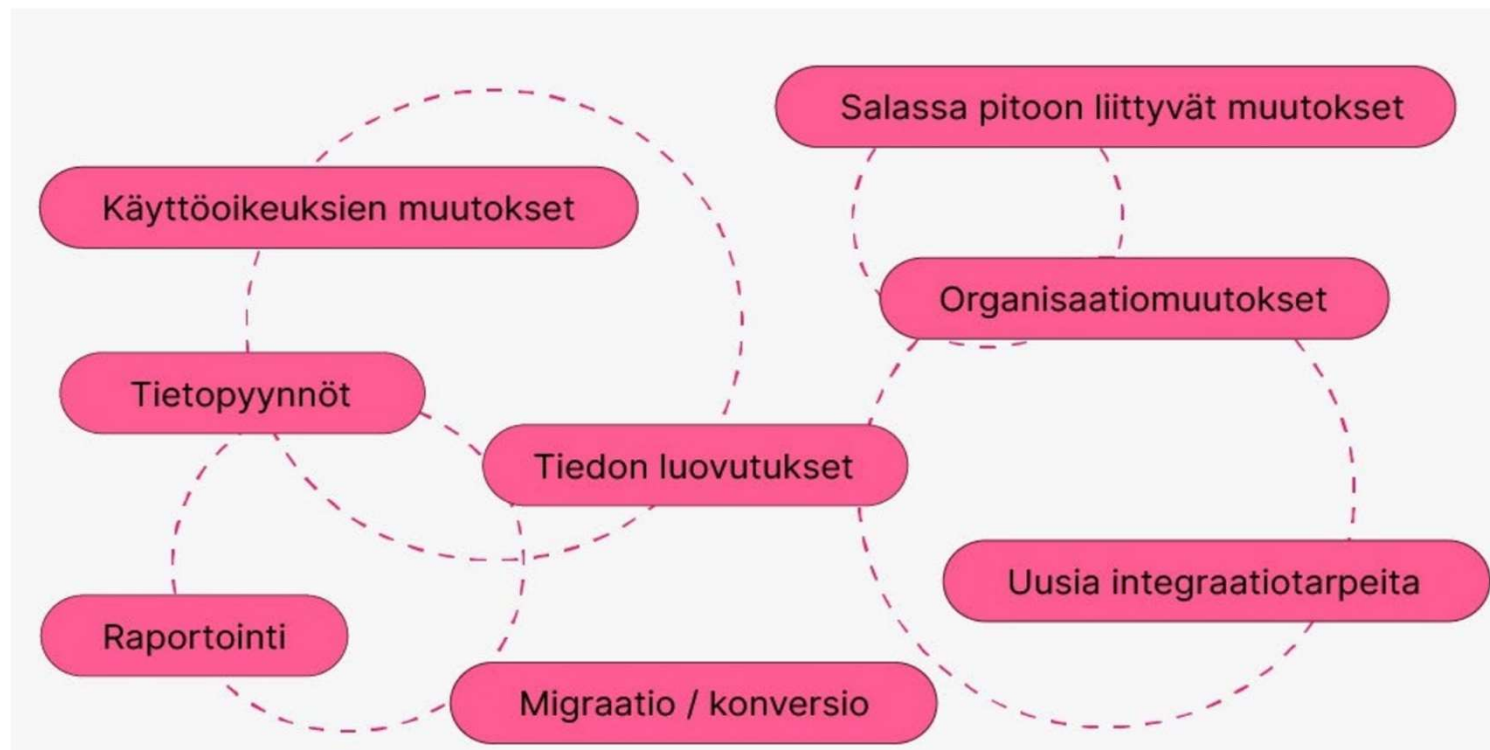 Salassa pitoon liittyvät muutokset
Käyttöoikeuksien muutokset
Organisaatiomuutokset
Tietopyynnöt
Tiedon luovutukset
Uusia integraatiotarpeita
Raportointi
Migraatio / konversio